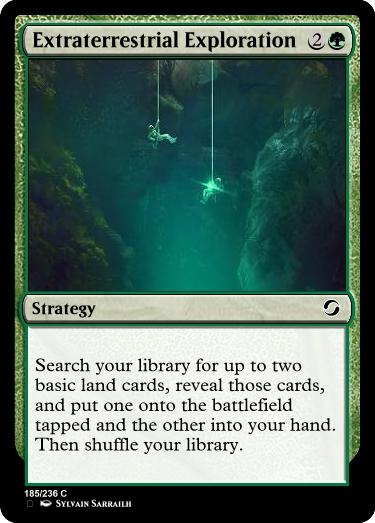 Extraterrestrial Exploration 2
Strategy
Search your library for up to two
basic land cards, reveal those cards,
and put one onto the battlefield
tapped and the other into your hand.
Then shuffle your library.
185/236 C
Sylvain Sarrailh